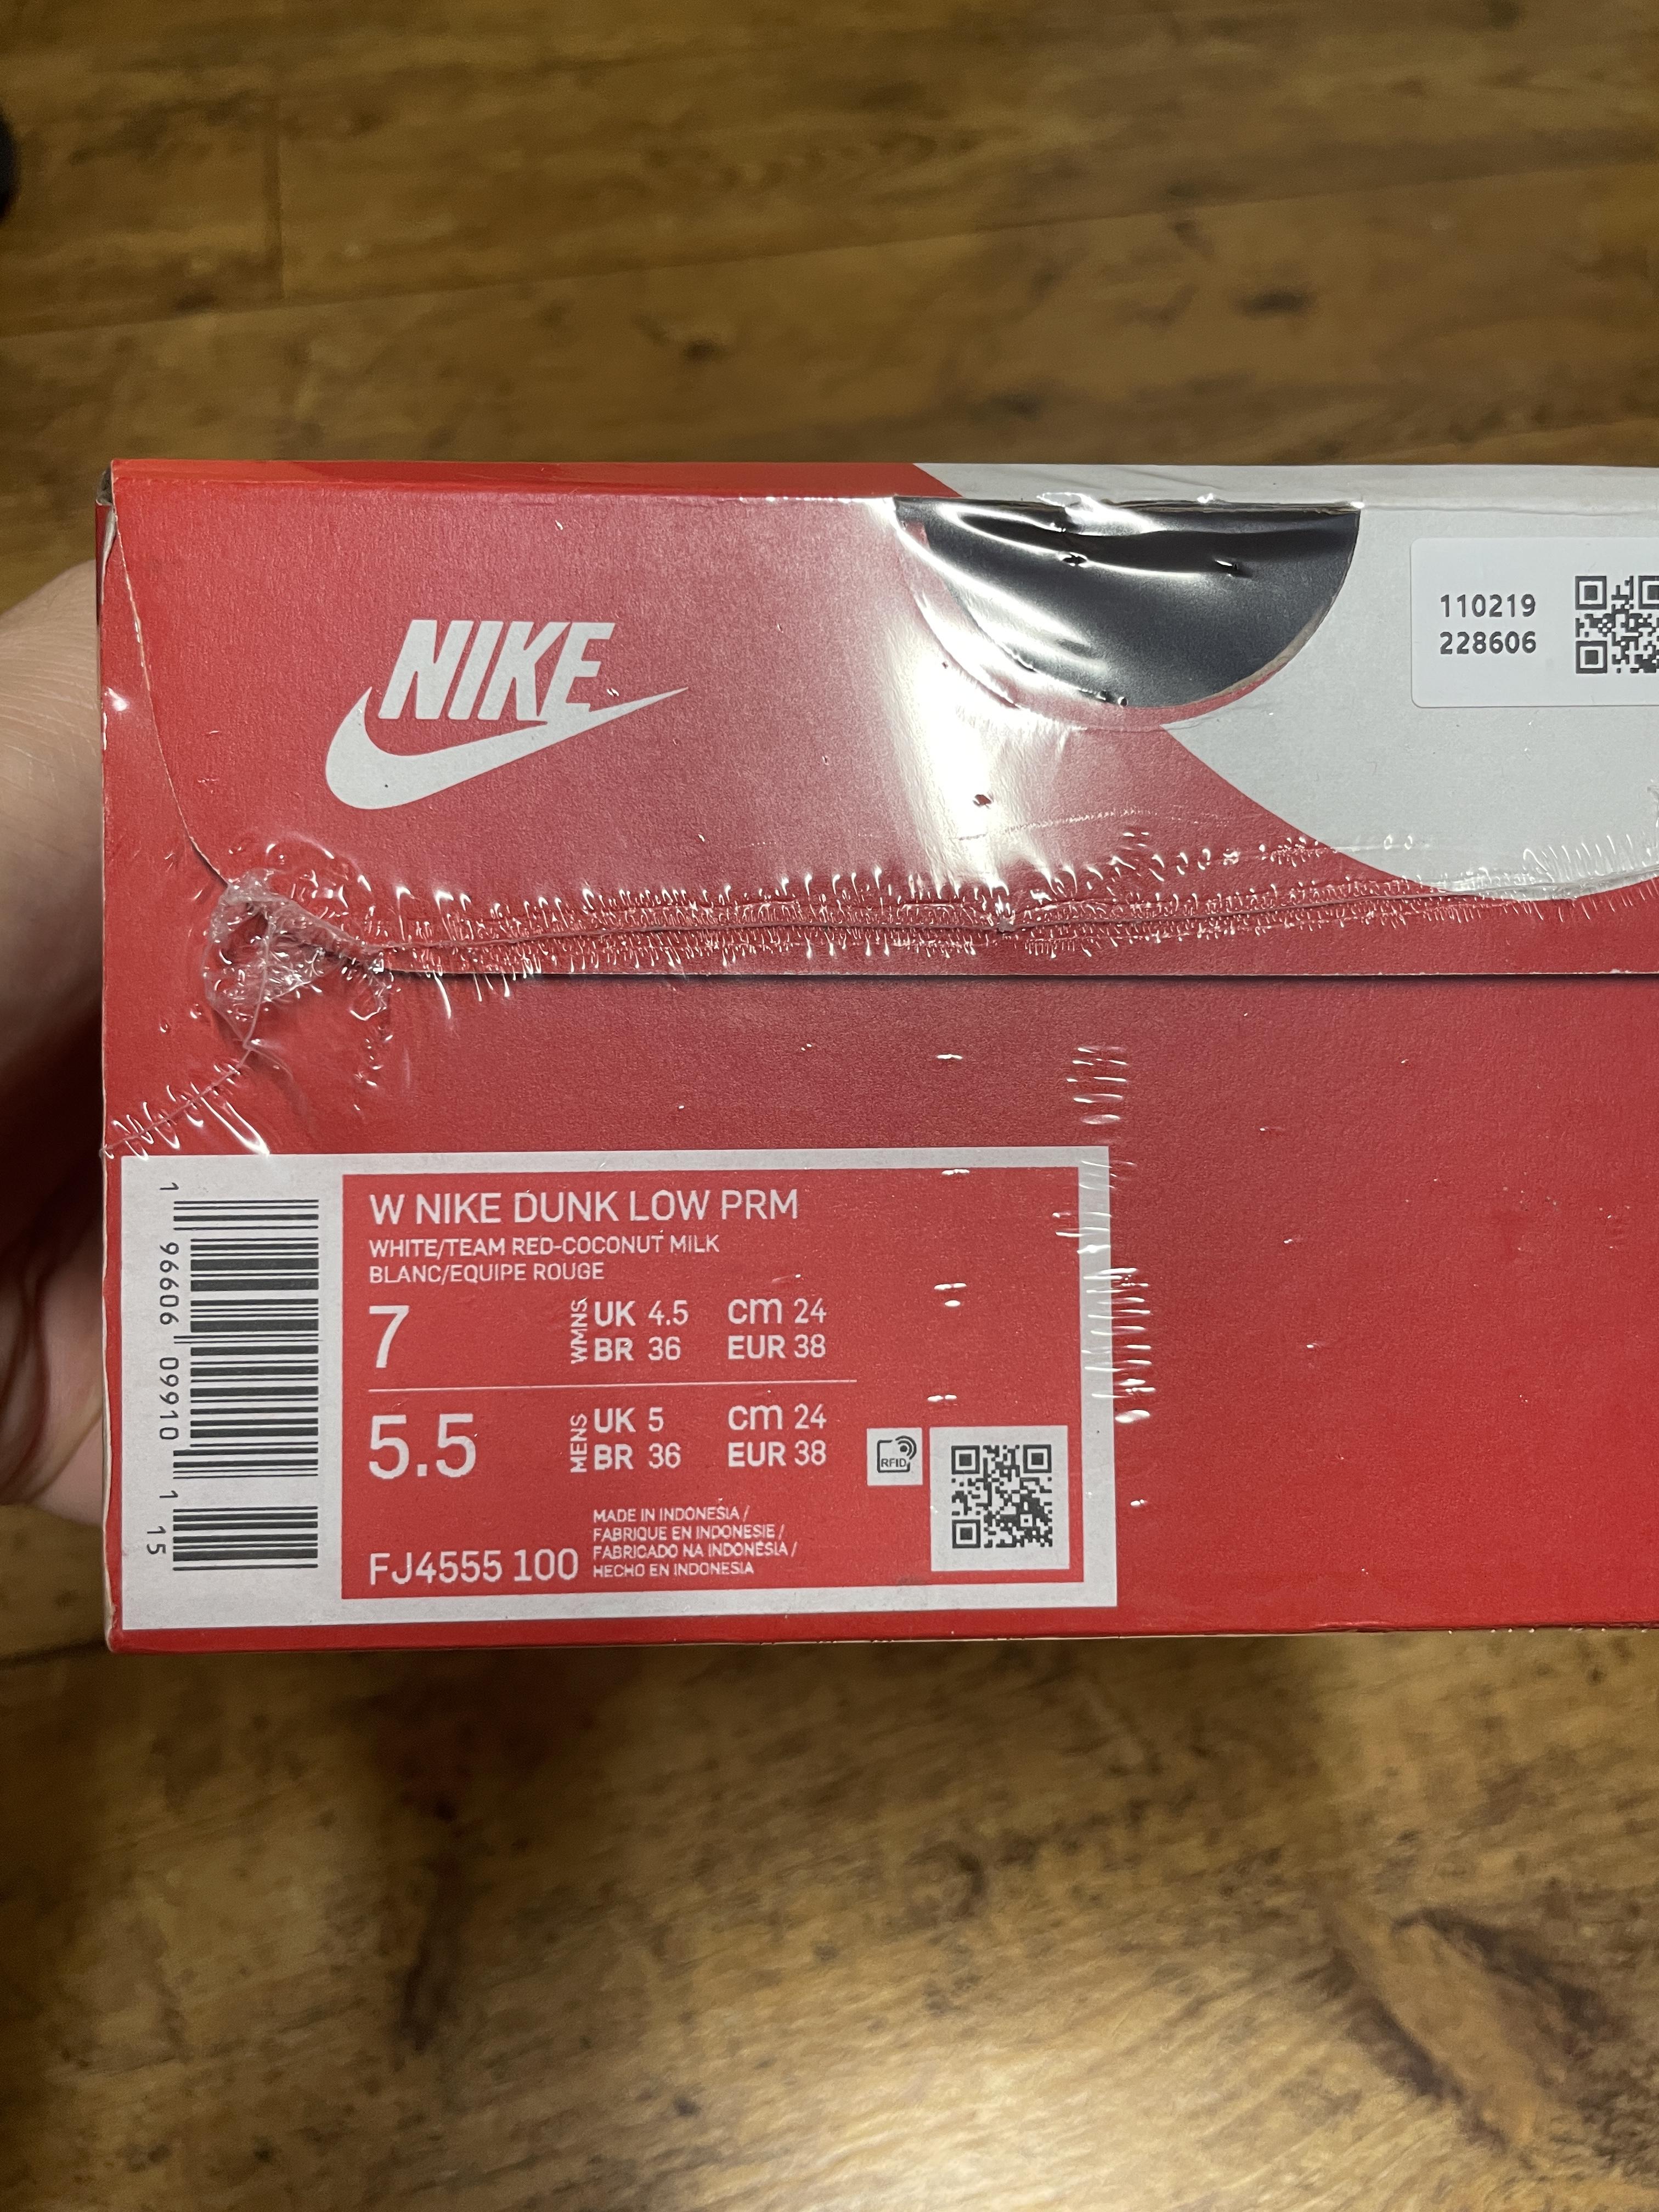 NIKE
110219
228606
W NIKE DUNK LOW PRM
WHITE/TEAM RED-COCONUT MILK
BLANC/EQUIPE ROUGE
7 WMNS UK 4.5 cm 24
BR 36 EUR 38
5.5 MENS UK 5 cm 24
BR 36 EUR 38
RFID
FJ4555 100
MADE IN INDONESIA /
FABRIQUE EN INDONESIE /
FABRICADO NA INDONÉSIA /
HECHO EN INDONESIA
1 96606 09910 1 15